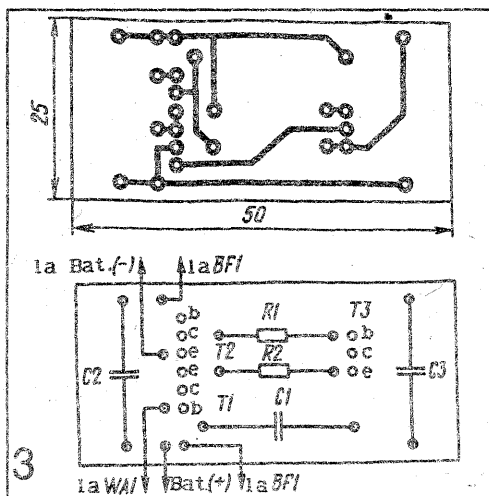 25
50
la Bat.(-)
la BF1
R1
T3
b
c
e
e
c
b
T2
R2
b
c
e
C2
C3
T1
C1
3
la WA1
Bat.(+)
la BF1